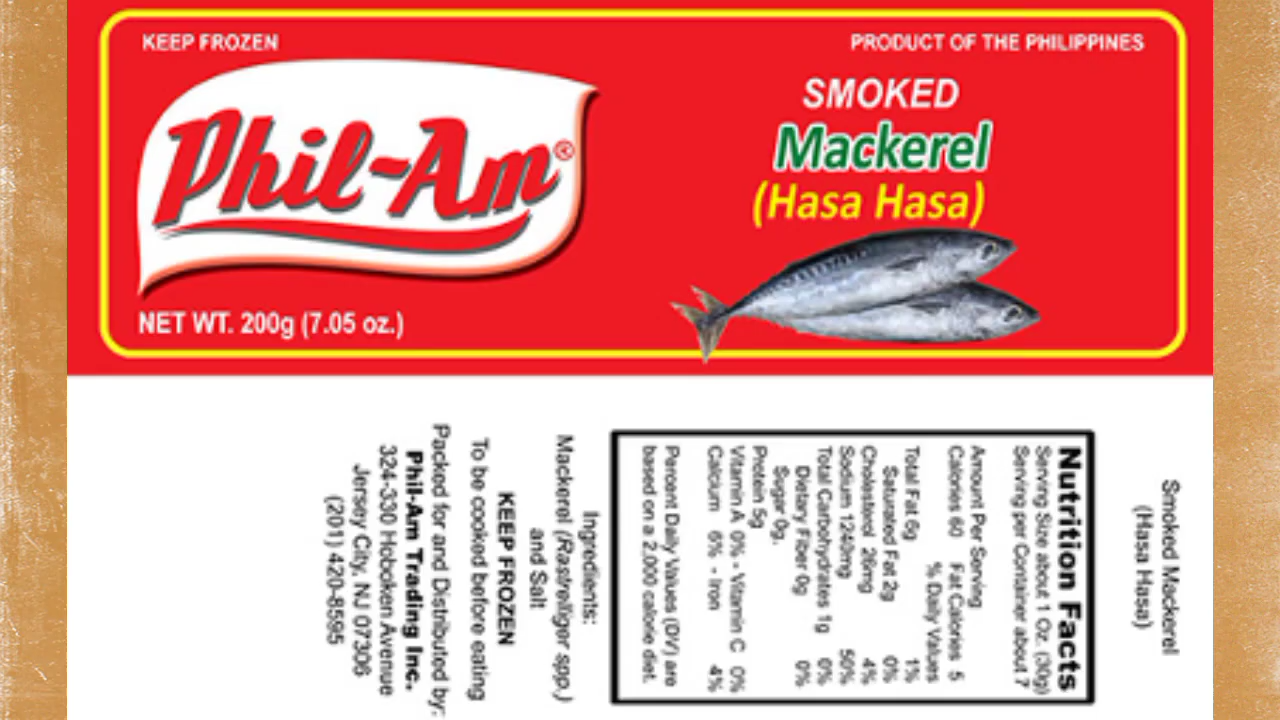 KEEP FROZEN
PRODUCT OF THE PHILIPPINES
Phil-Am®
SMOKED
Mackerel
(Hasa Hasa)
NET WT. 200g (7.05 oz.)
Smoked Mackerel
(Hasa Hasa)
Nutrition Facts
Serving Size about 1 Oz. (30g)
Serving per Container about 7
Amount Per Serving
Calories 60 Fat Calories 5
% Daily Values
Total Fat 6g 1%
Saturated Fat 2g 0%
Cholesterol 26mg 4%
Sodium 1240mg 50%
Total Carbohydrates 1g 0%
Dietary Fiber 0g 0%
Sugar 0g.
Protein 5g
Vitamin A 0% - Vitamin C 0%
Calcium 6% - Iron 4%
Percent Daily Values (DV) are
based on a 2,000 calorie diet.
Ingredients:
Mackerel (Rastrelliger spp.)
and Salt
KEEP FROZEN
To be cooked before eating
Packed for and Distributed by:
Phil-Am Trading Inc.
324-330 Hoboken Avenue
Jersey City, NJ 07306
(201) 420-8595